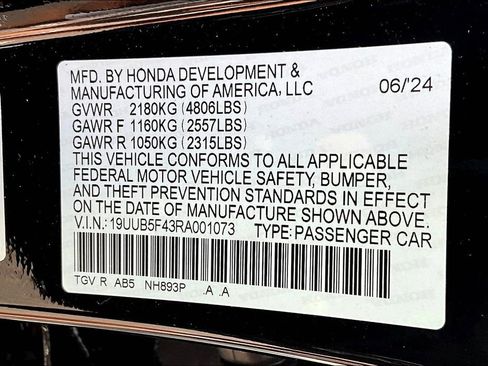 MFD. BY HONDA DEVELOPMENT &
MANUFACTURING OF AMERICA, LLC 06/'24
GVWR 2180KG (4806LBS)
GAWR F 1160KG (2557LBS)
GAWR R 1050KG (2315LBS)
THIS VEHICLE CONFORMS TO ALL APPLICABLE
FEDERAL MOTOR VEHICLE SAFETY, BUMPER,
AND THEFT PREVENTION STANDARDS IN EFFECT
ON THE DATE OF MANUFACTURE SHOWN ABOVE.
V.I.N.: 19UUB5F43RA001073 TYPE: PASSENGER CAR
TGV R AB5 NH893P .A .A